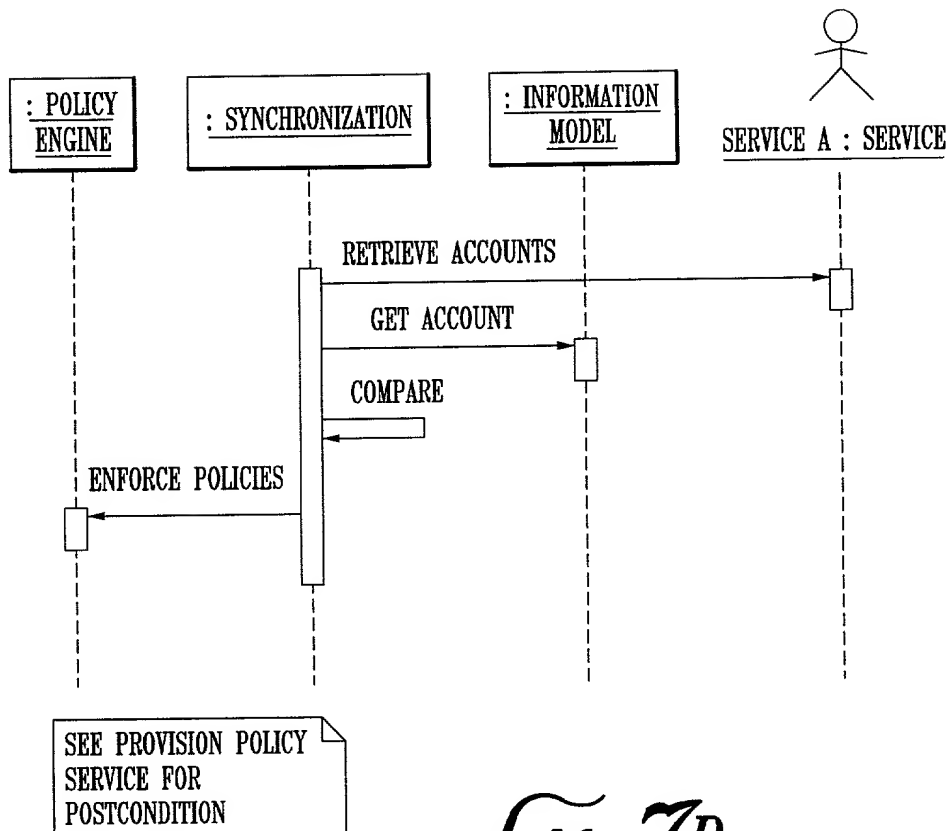 : POLICY
ENGINE
: SYNCHRONIZATION
: INFORMATION
MODEL
SERVICE A : SERVICE
RETRIEVE ACCOUNTS
GET ACCOUNT
COMPARE
ENFORCE POLICIES
SEE PROVISION POLICY
SERVICE FOR
POSTCONDITION